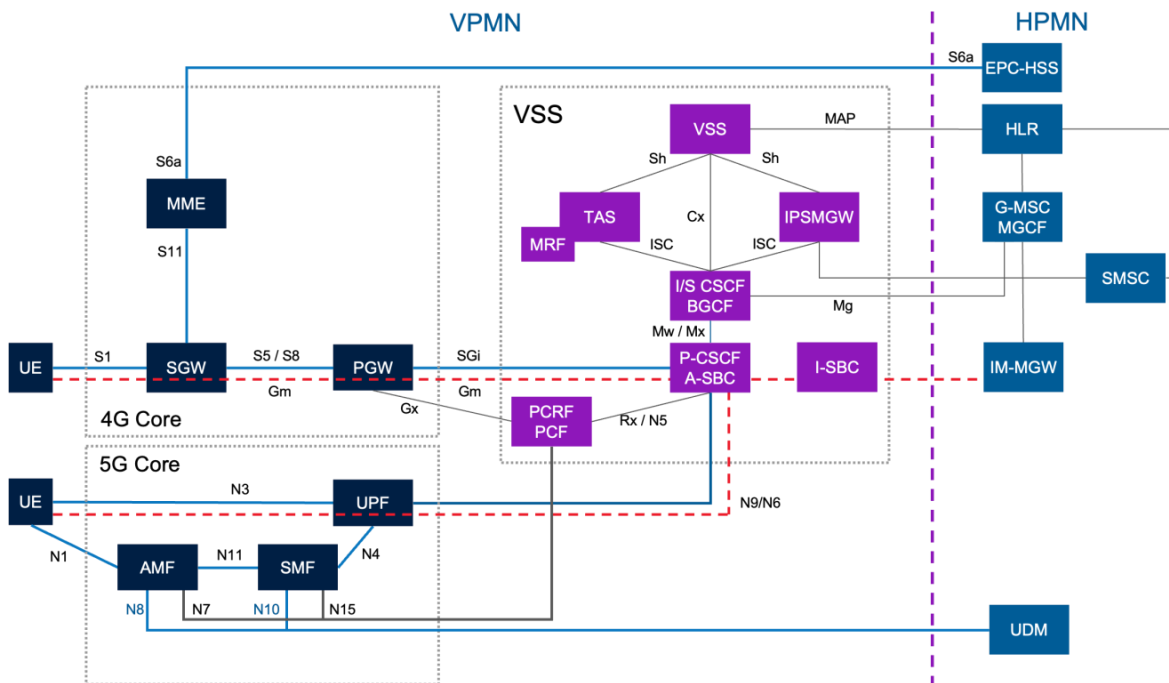 VPMN
HPMN
S6a
EPC-HSS
VSS
VSS
MAP
HLR
S6a
Sh
Sh
MME
TAS
Cx
IPSMGW
G-MSC
MGCF
MRF
ISC
ISC
S11
I/S CSCF
BGCF
SMSC
Mg
Mw / Mx
S1
S5 / S8
SGi
UE
SGW
PGW
P-CSCF
A-SBC
I-SBC
IM-MGW
Gm
Gm
Gx
PCRF
PCF
Rx / N5
4G Core
5G Core
N3
UE
UPF
N9/N6
N1
N11
N4
AMF
SMF
N8
N7
N10
N15
UDM